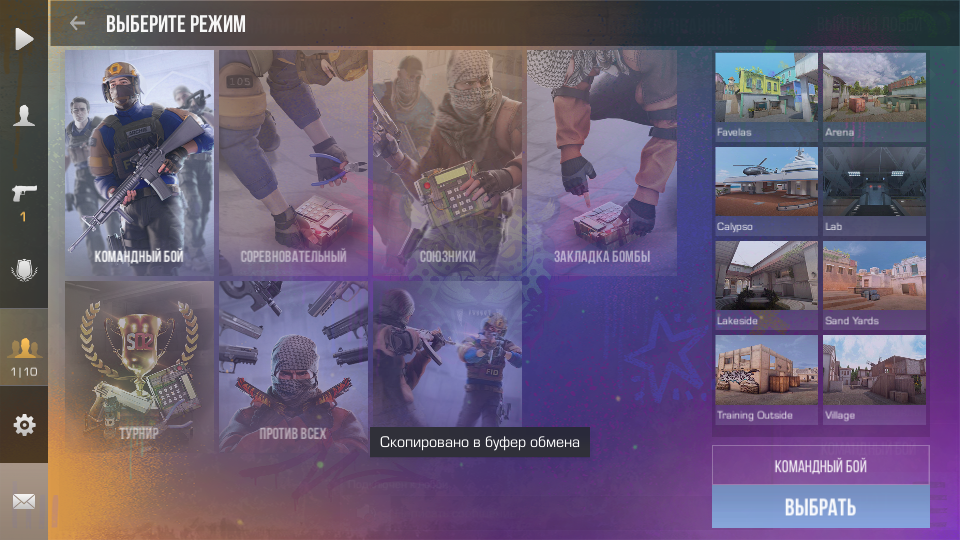 ВЫБЕРИТЕ РЕЖИМ
1
1|10
КОМАНДНЫЙ БОЙ
СОРЕВНОВАТЕЛЬНЫЙ
СОЮЗНИКИ
ЗАКЛАДКА БОМБЫ
ТУРНИР
ПРОТИВ ВСЕХ
Скопировано в буфер обмена
Favelas
Arena
Calypso
Lab
Lakeside
Sand Yards
Training Outside
Village
КОМАНДНЫЙ БОЙ
ВЫБРАТЬ